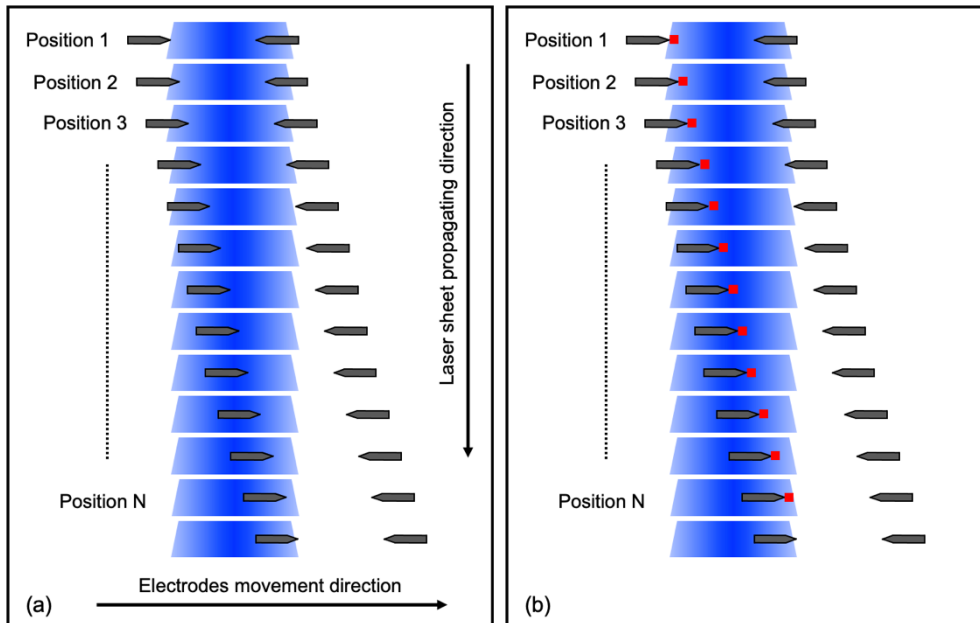 Position 1
Position 2
Position 3
Position N
Laser sheet propagating direction
Electrodes movement direction
(a)
Position 1
Position 2
Position 3
Position N
(b)